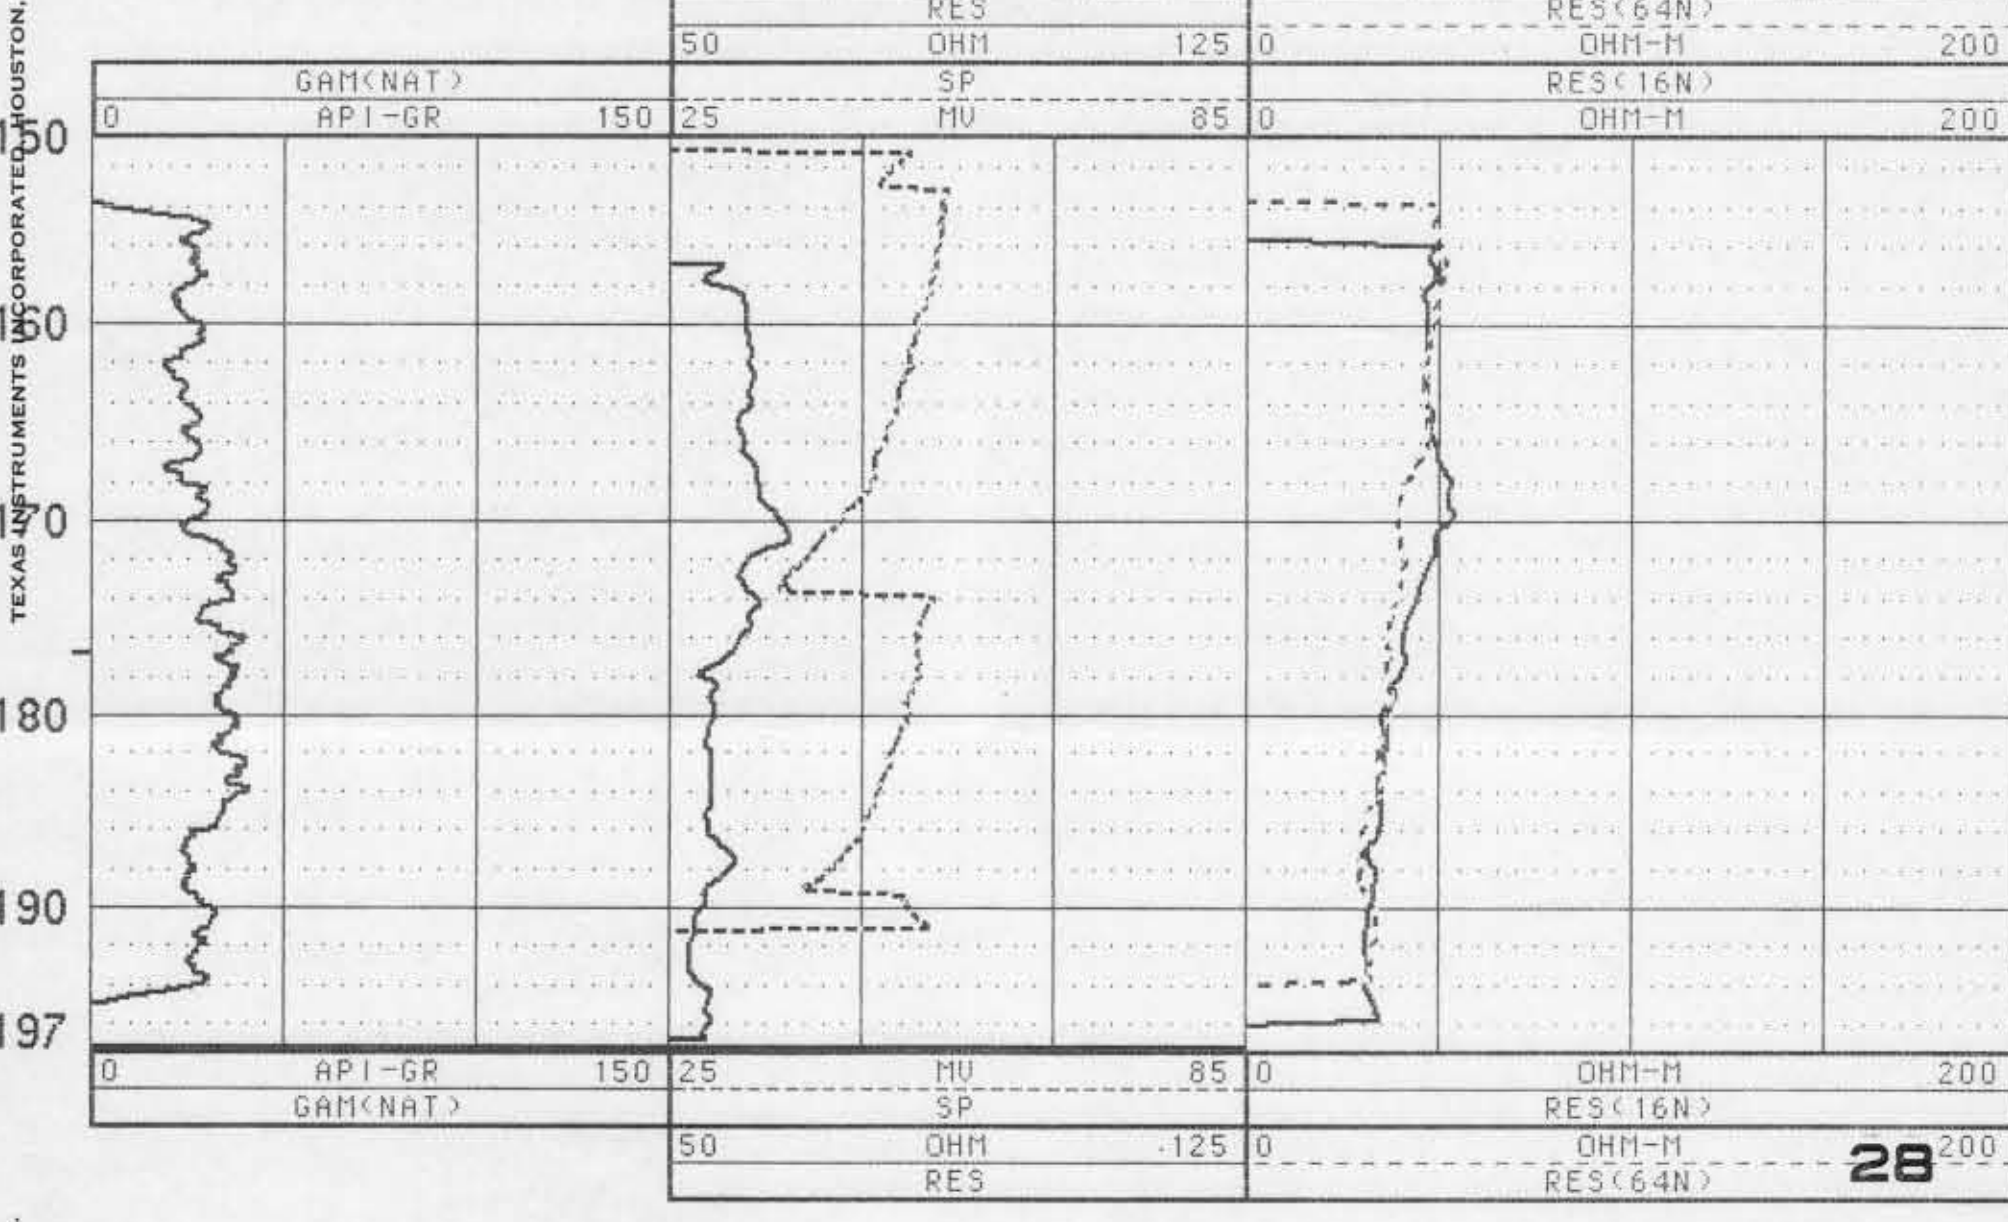 TEXAS INSTRUMENTS INCORPORATED, HOUSTON,
RES RES(64N)
50 OHM 125 0 OHM-M 200
GAM(NAT) SP RES(16N)
0 API-GR 150 25 MV 85 0 OHM-M 200
150
160
170
180
190
197
0 API-GR 150 25 MV 85 0 OHM-M 200
GAM(NAT) SP RES(16N)
50 OHM 125 0 OHM-M 200
RES RES(64N)
28